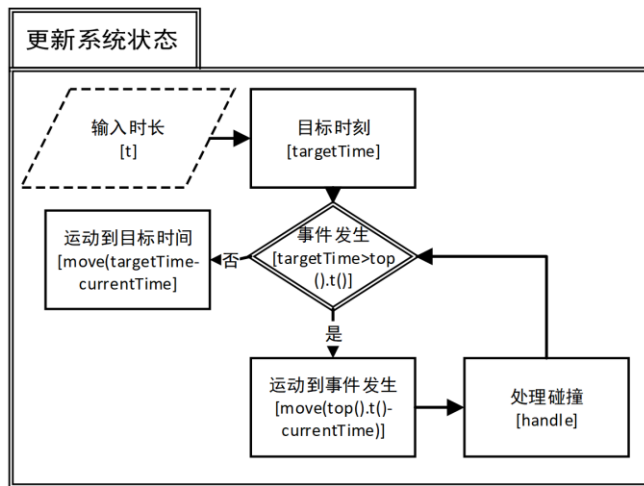 更新系统状态
输入时长
[t]
目标时刻
[targetTime]
事件发生
[targetTime>top
().t()]
运动到目标时间
[move(targetTime-
currentTime]
否
是
运动到事件发生
[move(top().t()-
currentTime)]
处理碰撞
[handle]